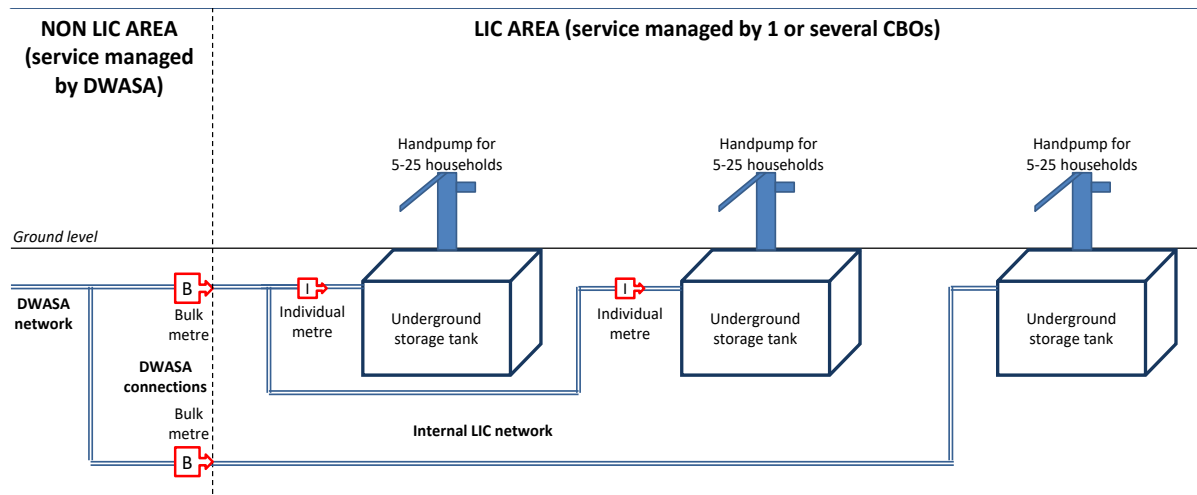 NON LIC AREA
(service managed
by DWASA)
LIC AREA (service managed by 1 or several CBOs)
Handpump for
5-25 households
Handpump for
5-25 households
Handpump for
5-25 households
Ground level
DWASA
network
B
Bulk
metre
I
Individual
metre
Underground
storage tank
I
Individual
metre
Underground
storage tank
Underground
storage tank
DWASA
connections
Bulk
metre
B
Internal LIC network